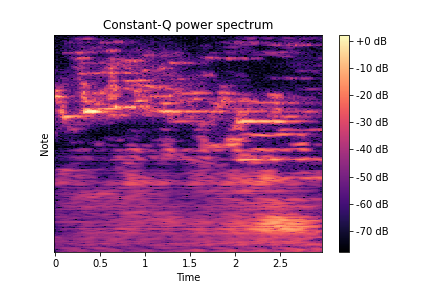 Constant-Q power spectrum
Note
+0 dB
-10 dB
-20 dB
-30 dB
-40 dB
-50 dB
-60 dB
-70 dB
0
0.5
1
1.5
2
2.5
Time